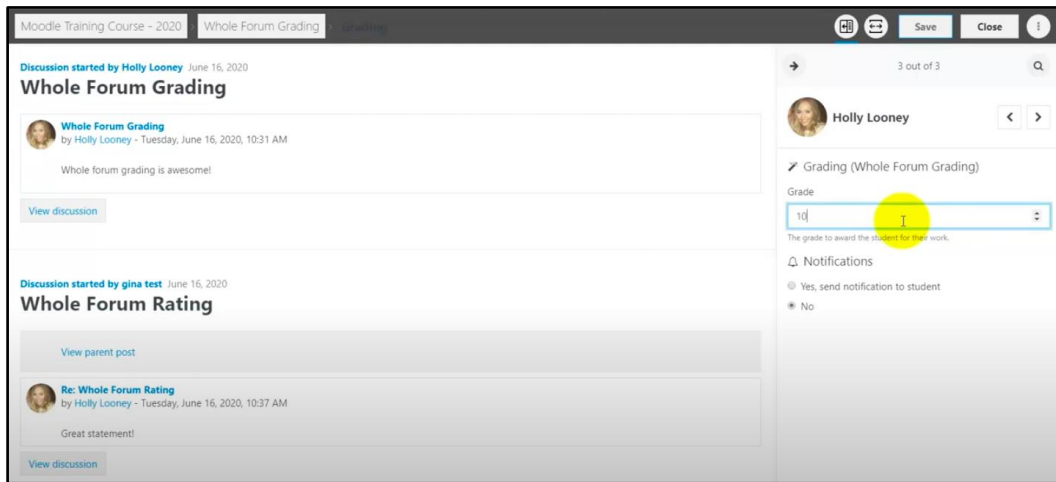 Moodle Training Course - 2020
Whole Forum Grading
Grading
Save
Close
Discussion started by Holly Looney June 16, 2020
Whole Forum Grading
Whole Forum Grading
by Holly Looney - Tuesday, June 16, 2020, 10:31 AM
Whole forum grading is awesome!
View discussion
Discussion started by gina test June 16, 2020
Whole Forum Rating
View parent post
Re: Whole Forum Rating
by Holly Looney - Tuesday, June 16, 2020, 10:37 AM
Great statement!
View discussion
3 out of 3
Holly Looney
Grading (Whole Forum Grading)
Grade
10
The grade to award the student for their work.
Notifications
Yes, send notification to student
No